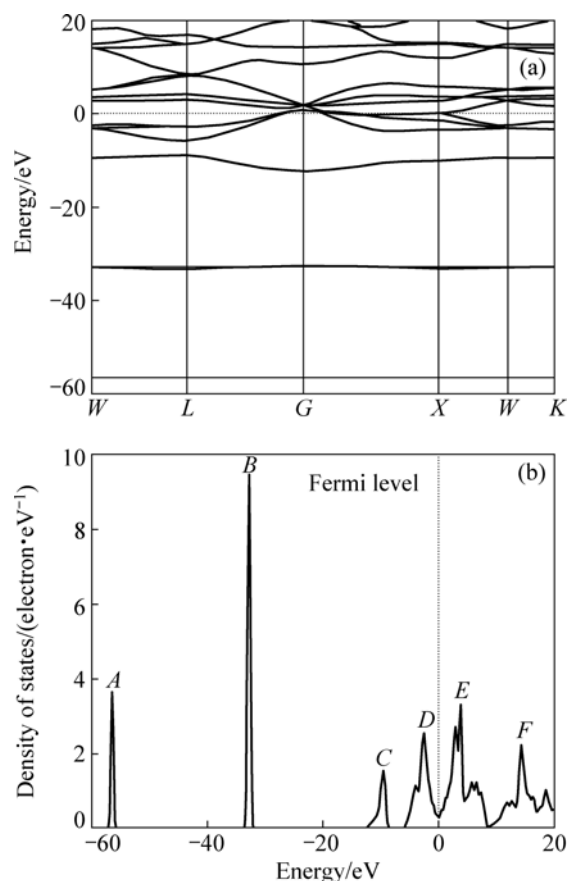 20
(a)
0
Energy/eV
−20
−40
−60
W L G X W K
10
(b)
B
Fermi level
8
Density of states/(electron•eV⁻¹)
6
4
A
E
D
F
2
C
0
−60 −40 −20 0 20
Energy/eV